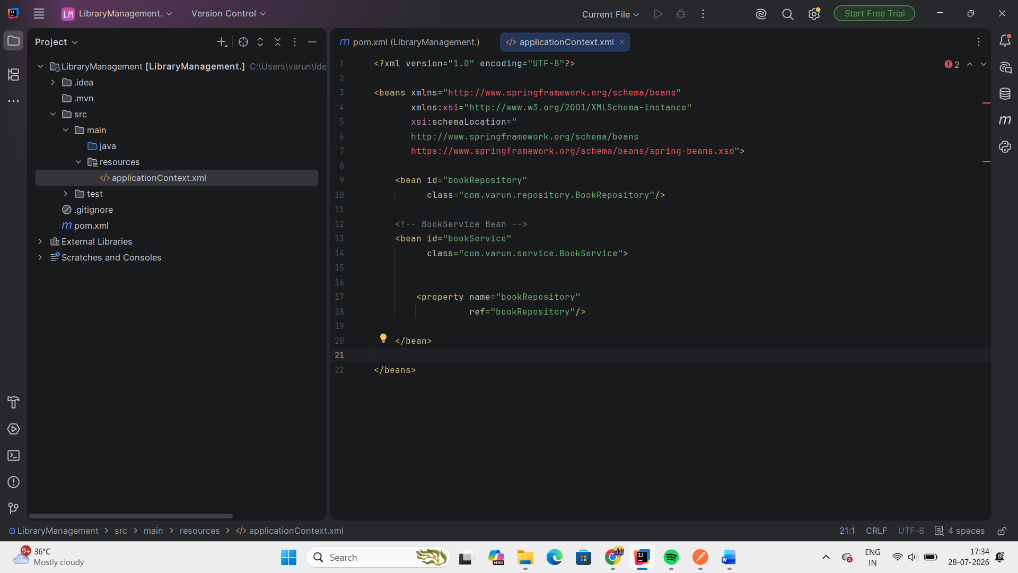 LM LibraryManagement.
Version Control
Current File
Start Free Trial
Project
pom.xml (LibraryManagement.)
applicationContext.xml
LibraryManagement [LibraryManagement.] C:\Users\varun\Ide
.idea
.mvn
src
main
java
resources
applicationContext.xml
test
.gitignore
m pom.xml
External Libraries
Scratches and Consoles
2
1 <?xml version="1.0" encoding="UTF-8"?>
2
3 <beans xmlns="http://www.springframework.org/schema/beans"
4 xmlns:xsi="http://www.w3.org/2001/XMLSchema-instance"
5 xsi:schemaLocation="
6 http://www.springframework.org/schema/beans
7 https://www.springframework.org/schema/beans/spring-beans.xsd">
8
9 <bean id="bookRepository"
10 class="com.varun.repository.BookRepository"/>
11
12 <!-- BookService Bean -->
13 <bean id="bookService"
14 class="com.varun.service.BookService">
15
16
17 <property name="bookRepository"
18 ref="bookRepository"/>
19
20 </bean>
21
22 </beans>
LibraryManagement > src > main > resources > applicationContext.xml
21:1 CRLF UTF-8 4 spaces
9+ 36°C
Mostly cloudy
Search
ENG
IN
17:34
28-07-2026